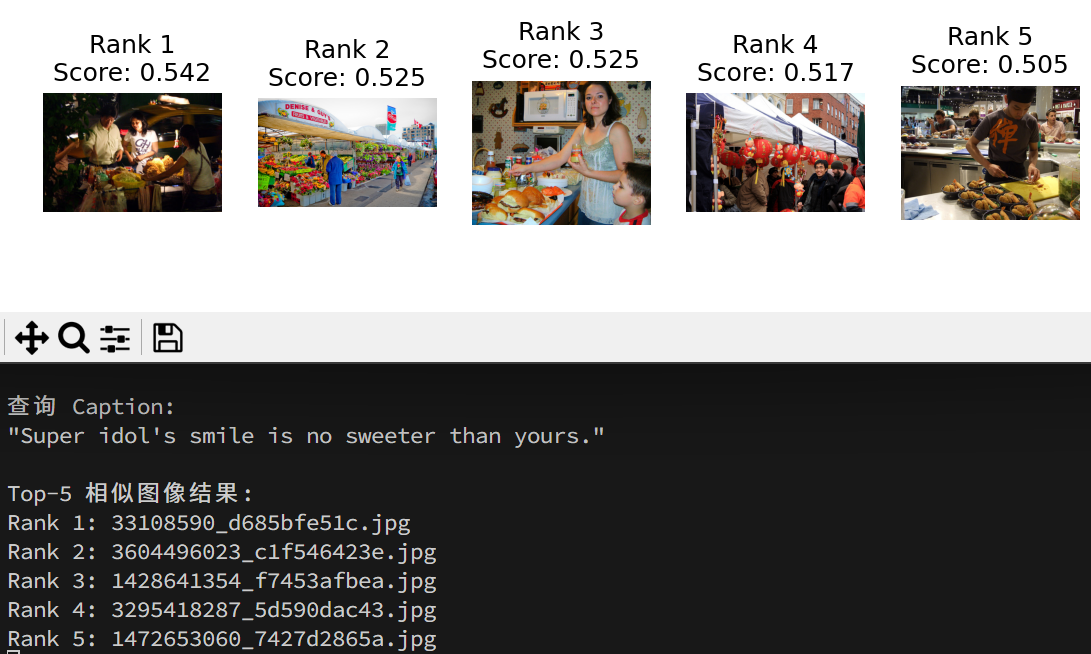 Rank 1
Score: 0.542
Rank 2
Score: 0.525
Rank 3
Score: 0.525
Rank 4
Score: 0.517
Rank 5
Score: 0.505
DENISE & GUY'S
查询 Caption:
"Super idol's smile is no sweeter than yours."
Top-5 相似图像结果:
Rank 1: 33108590_d685bfe51c.jpg
Rank 2: 3604496023_c1f546423e.jpg
Rank 3: 1428641354_f7453afbea.jpg
Rank 4: 3295418287_5d590dac43.jpg
Rank 5: 1472653060_7427d2865a.jpg